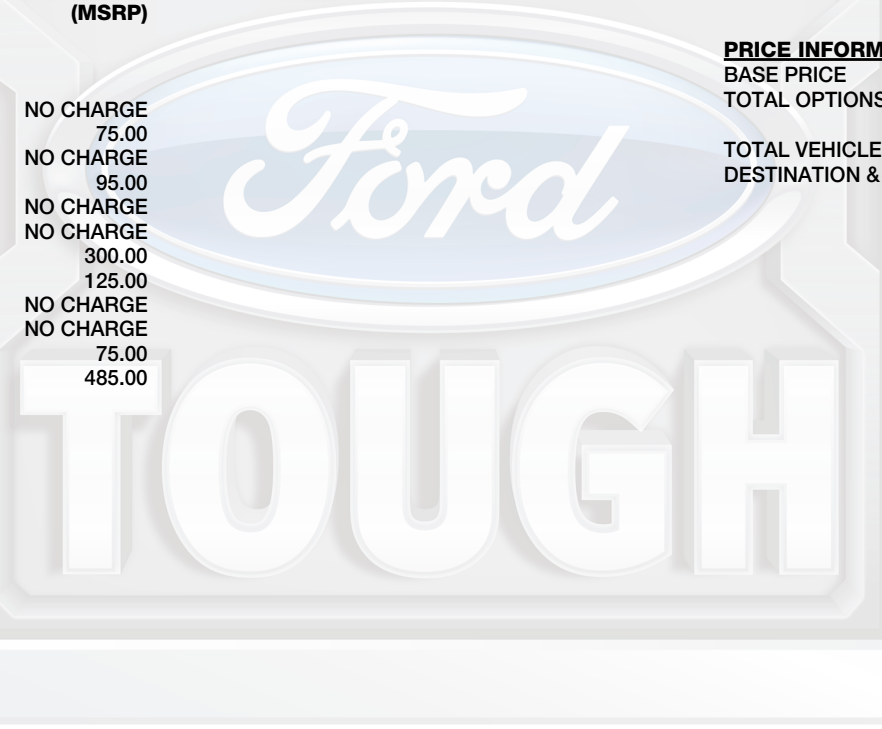 (MSRP)
NO CHARGE
75.00
NO CHARGE
95.00
NO CHARGE
NO CHARGE
300.00
125.00
NO CHARGE
NO CHARGE
75.00
485.00
PRICE INFORM
BASE PRICE
TOTAL OPTIONS
TOTAL VEHICLE
DESTINATION &
Ford
TOUGH